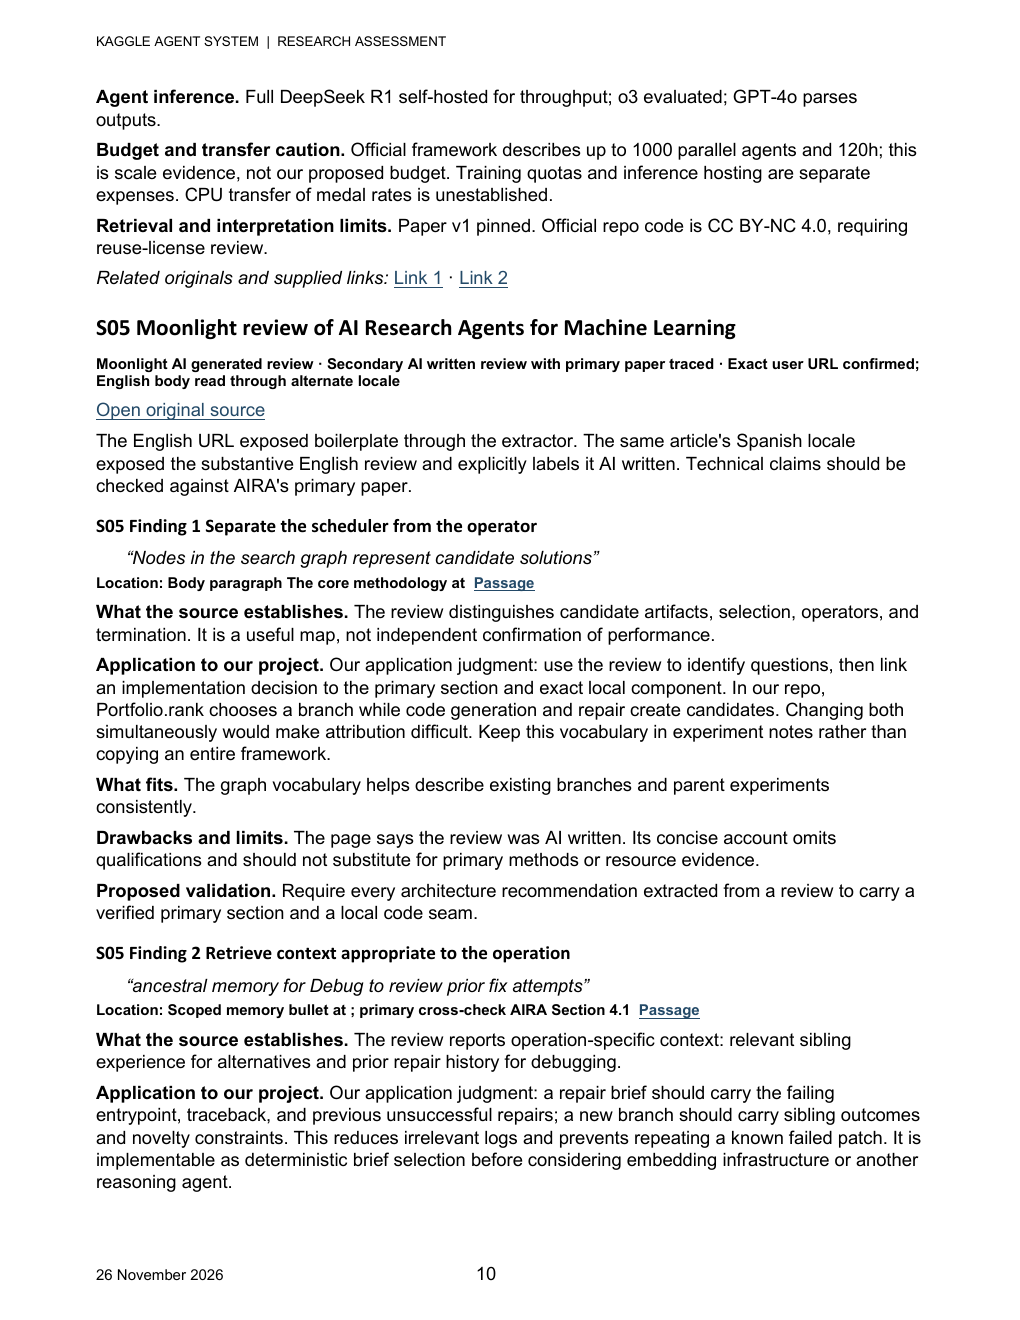 KAGGLE AGENT SYSTEM | RESEARCH ASSESSMENT
Agent inference. Full DeepSeek R1 self-hosted for throughput; o3 evaluated; GPT-4o parses
outputs.
Budget and transfer caution. Official framework describes up to 1000 parallel agents and 120h; this
is scale evidence, not our proposed budget. Training quotas and inference hosting are separate
expenses. CPU transfer of medal rates is unestablished.
Retrieval and interpretation limits. Paper v1 pinned. Official repo code is CC BY-NC 4.0, requiring
reuse-license review.
Related originals and supplied links: Link 1 · Link 2
S05 Moonlight review of AI Research Agents for Machine Learning
Moonlight AI generated review · Secondary AI written review with primary paper traced · Exact user URL confirmed;
English body read through alternate locale
Open original source
The English URL exposed boilerplate through the extractor. The same article's Spanish locale
exposed the substantive English review and explicitly labels it AI written. Technical claims should be
checked against AIRA's primary paper.
S05 Finding 1 Separate the scheduler from the operator
“Nodes in the search graph represent candidate solutions”
Location: Body paragraph The core methodology at Passage
What the source establishes. The review distinguishes candidate artifacts, selection, operators, and
termination. It is a useful map, not independent confirmation of performance.
Application to our project. Our application judgment: use the review to identify questions, then link
an implementation decision to the primary section and exact local component. In our repo,
Portfolio.rank chooses a branch while code generation and repair create candidates. Changing both
simultaneously would make attribution difficult. Keep this vocabulary in experiment notes rather than
copying an entire framework.
What fits. The graph vocabulary helps describe existing branches and parent experiments
consistently.
Drawbacks and limits. The page says the review was AI written. Its concise account omits
qualifications and should not substitute for primary methods or resource evidence.
Proposed validation. Require every architecture recommendation extracted from a review to carry a
verified primary section and a local code seam.
S05 Finding 2 Retrieve context appropriate to the operation
“ancestral memory for Debug to review prior fix attempts”
Location: Scoped memory bullet at ; primary cross-check AIRA Section 4.1 Passage
What the source establishes. The review reports operation-specific context: relevant sibling
experience for alternatives and prior repair history for debugging.
Application to our project. Our application judgment: a repair brief should carry the failing
entrypoint, traceback, and previous unsuccessful repairs; a new branch should carry sibling outcomes
and novelty constraints. This reduces irrelevant logs and prevents repeating a known failed patch. It is
implementable as deterministic brief selection before considering embedding infrastructure or another
reasoning agent.
26 November 2026
10